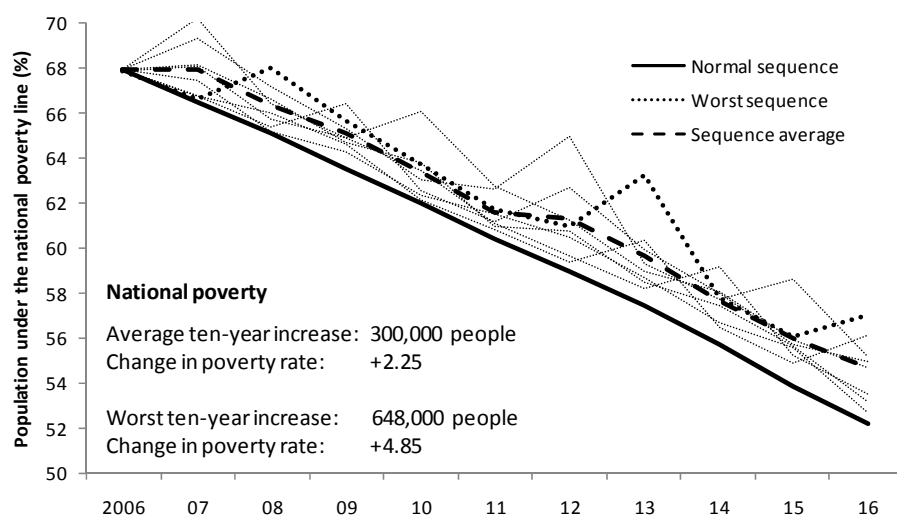 Population under the national poverty line (%)
70
68
66
64
62
60
58
56
54
52
50
Normal sequence
Worst sequence
Sequence average
National poverty
Average ten-year increase: 300,000 people
Change in poverty rate: +2.25
Worst ten-year increase: 648,000 people
Change in poverty rate: +4.85
2006 07 08 09 10 11 12 13 14 15 16